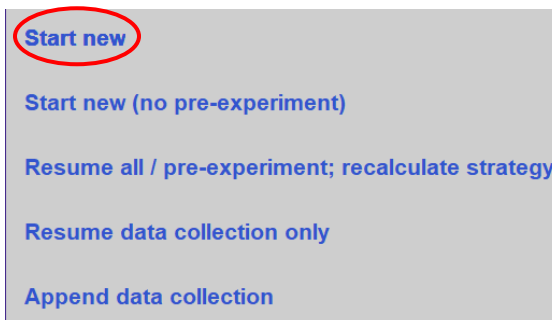 Start new
Start new (no pre-experiment)
Resume all / pre-experiment; recalculate strategy
Resume data collection only
Append data collection